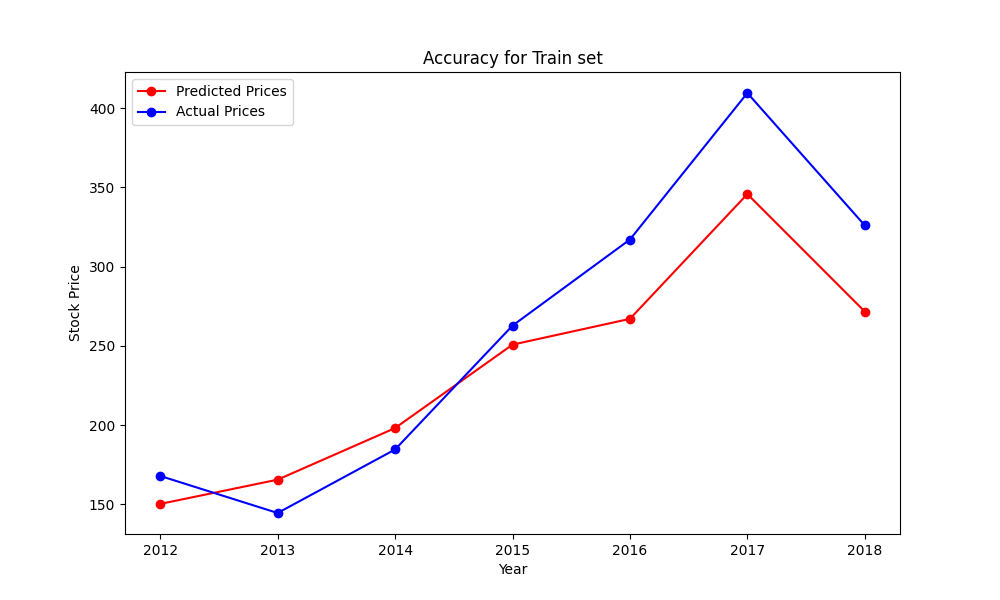 Accuracy for Train set
Predicted Prices
Actual Prices
400
350
300
250
200
150
Stock Price
2012 2013 2014 2015 2016 2017 2018
Year